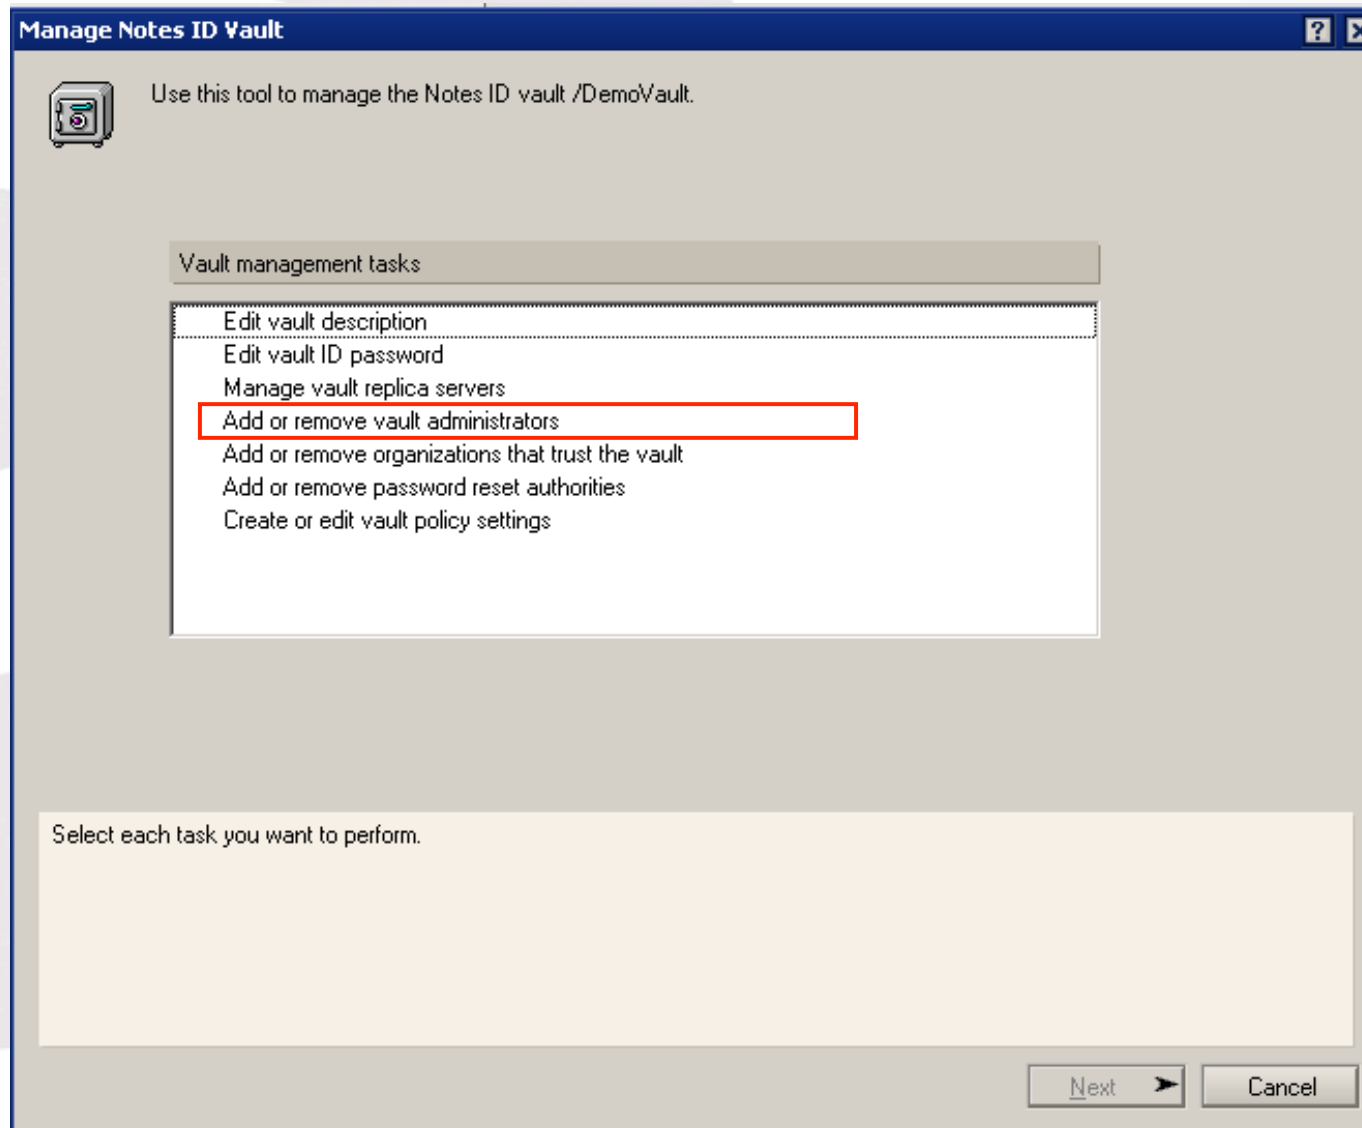 Manage Notes ID Vault
Use this tool to manage the Notes ID vault /DemoVault.
Vault management tasks
Edit vault description
Edit vault ID password
Manage vault replica servers
Add or remove vault administrators
Add or remove organizations that trust the vault
Add or remove password reset authorities
Create or edit vault policy settings
Select each task you want to perform.
Next
Cancel